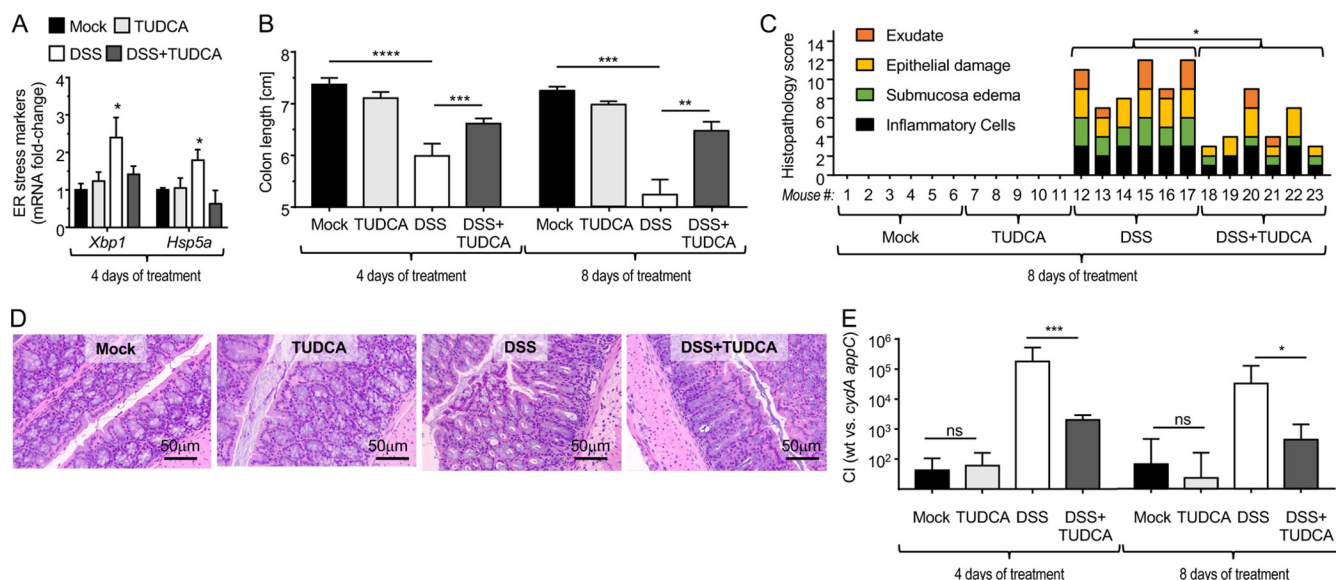 A
Mock
TUDCA
DSS
DSS+TUDCA
ER stress markers
(mRNA fold-change)
4
3
2
1
0
*
*
Xbp1
Hsp5a
4 days of treatment
B
Colon length [cm]
8
7
6
5
****
***
***
**
Mock TUDCA DSS DSS+
TUDCA
Mock TUDCA DSS DSS+
TUDCA
4 days of treatment
8 days of treatment
C
Exudate
Epithelial damage
Submucosa edema
Inflammatory Cells
Histopathology score
14
12
10
8
6
4
2
0
*
Mouse #: 1 2 3 4 5 6 7 8 9 10 11 12 13 14 15 16 17 18 19 20 21 22 23
Mock TUDCA DSS DSS+TUDCA
8 days of treatment
D
Mock
50μm
TUDCA
50μm
DSS
50μm
DSS+TUDCA
50μm
E
CI (wt vs. cydA appC)
10⁶
10⁵
10⁴
10³
10²
ns
***
ns
*
Mock TUDCA DSS DSS+
TUDCA
Mock TUDCA DSS DSS+
TUDCA
4 days of treatment
8 days of treatment